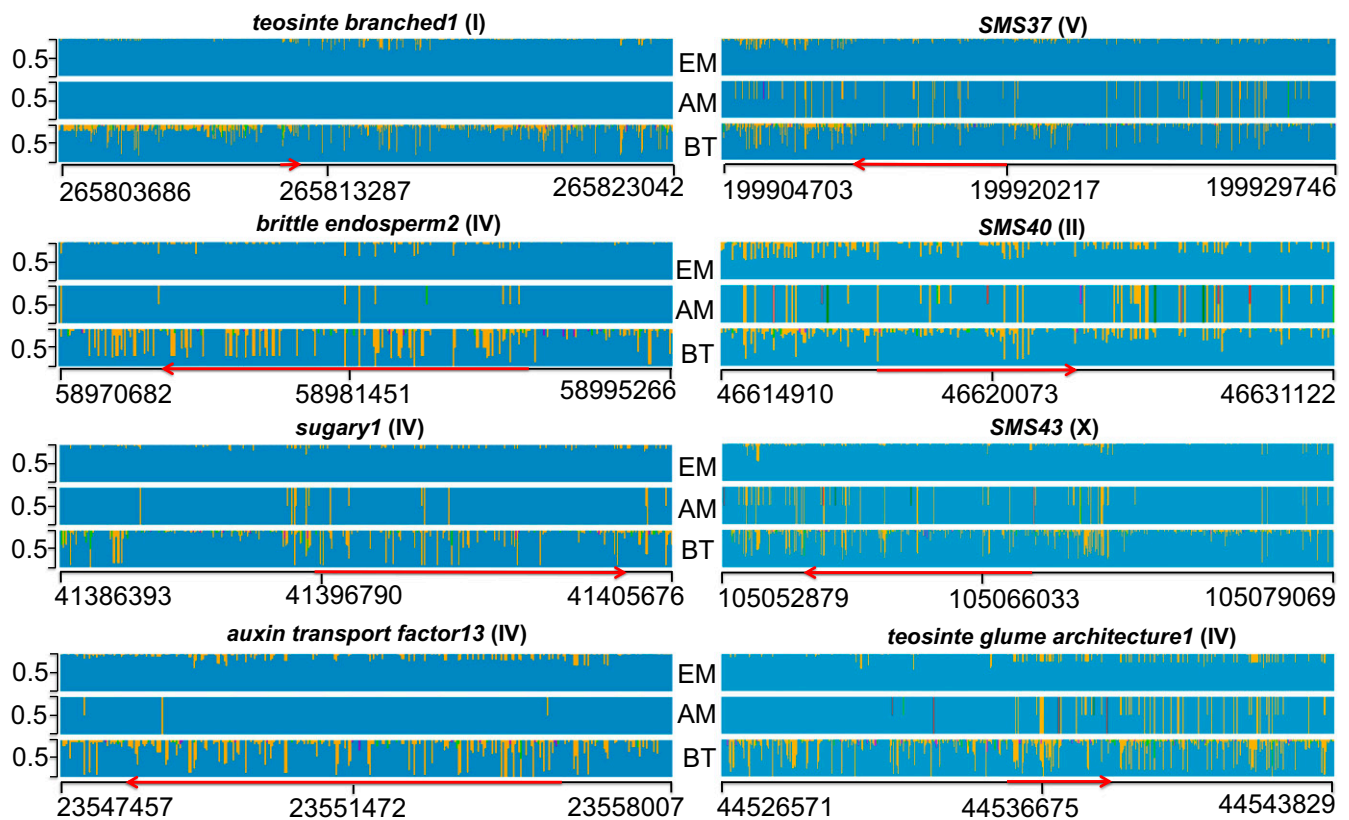 teosinte branched1 (I)
0.5
0.5
0.5
265803686 265813287 265823042
SMS37 (V)
EM
AM
BT
199904703 199920217 199929746
brittle endosperm2 (IV)
0.5
0.5
0.5
58970682 58981451 58995266
SMS40 (II)
EM
AM
BT
46614910 46620073 46631122
sugary1 (IV)
0.5
0.5
0.5
41386393 41396790 41405676
SMS43 (X)
EM
AM
BT
105052879 105066033 105079069
auxin transport factor13 (IV)
0.5
0.5
0.5
23547457 23551472 23558007
teosinte glume architecture1 (IV)
EM
AM
BT
44526571 44536675 44543829